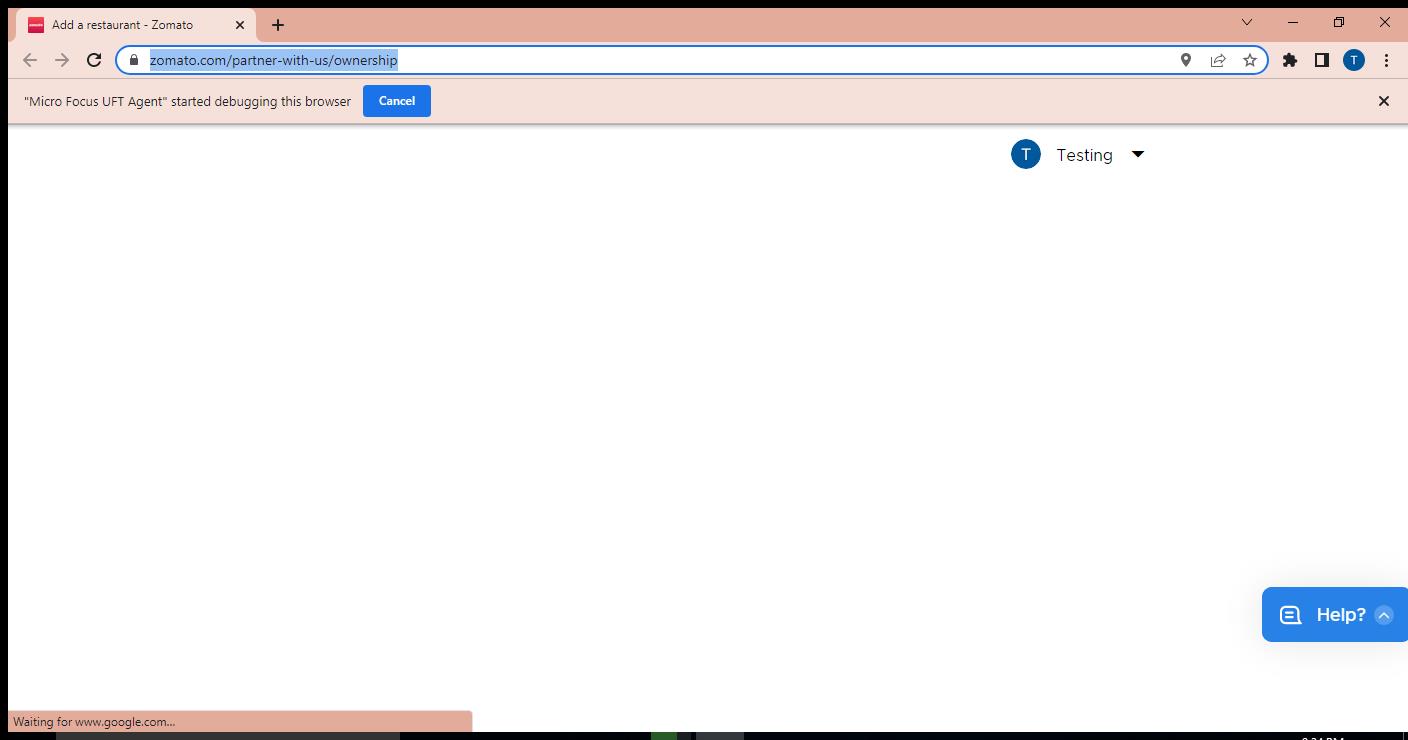 Add a restaurant - Zomato
zomato.com/partner-with-us/ownership
T
"Micro Focus UFT Agent" started debugging this browser
Cancel
T Testing
Help?
Waiting for www.google.com...